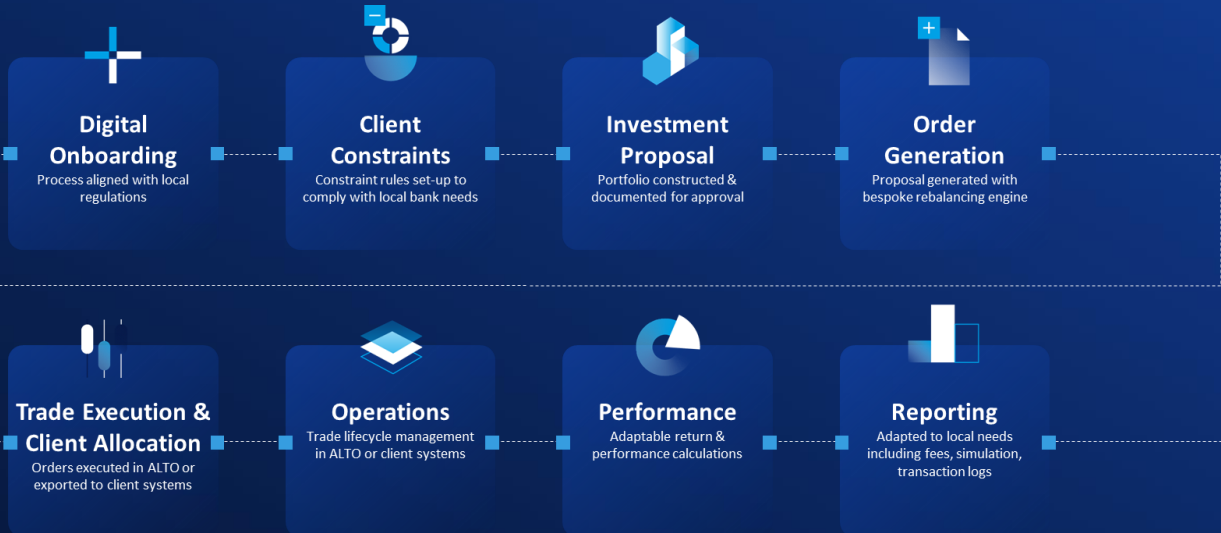 Digital
Onboarding
Process aligned with local
regulations
Client
Constraints
Constraint rules set-up to
comply with local bank needs
Investment
Proposal
Portfolio constructed &
documented for approval
Order
Generation
Proposal generated with
bespoke rebalancing engine
Trade Execution &
Client Allocation
Orders executed in ALTO or
exported to client systems
Operations
Trade lifecycle management
in ALTO or client systems
Performance
Adaptable return &
performance calculations
Reporting
Adapted to local needs
including fees, simulation,
transaction logs